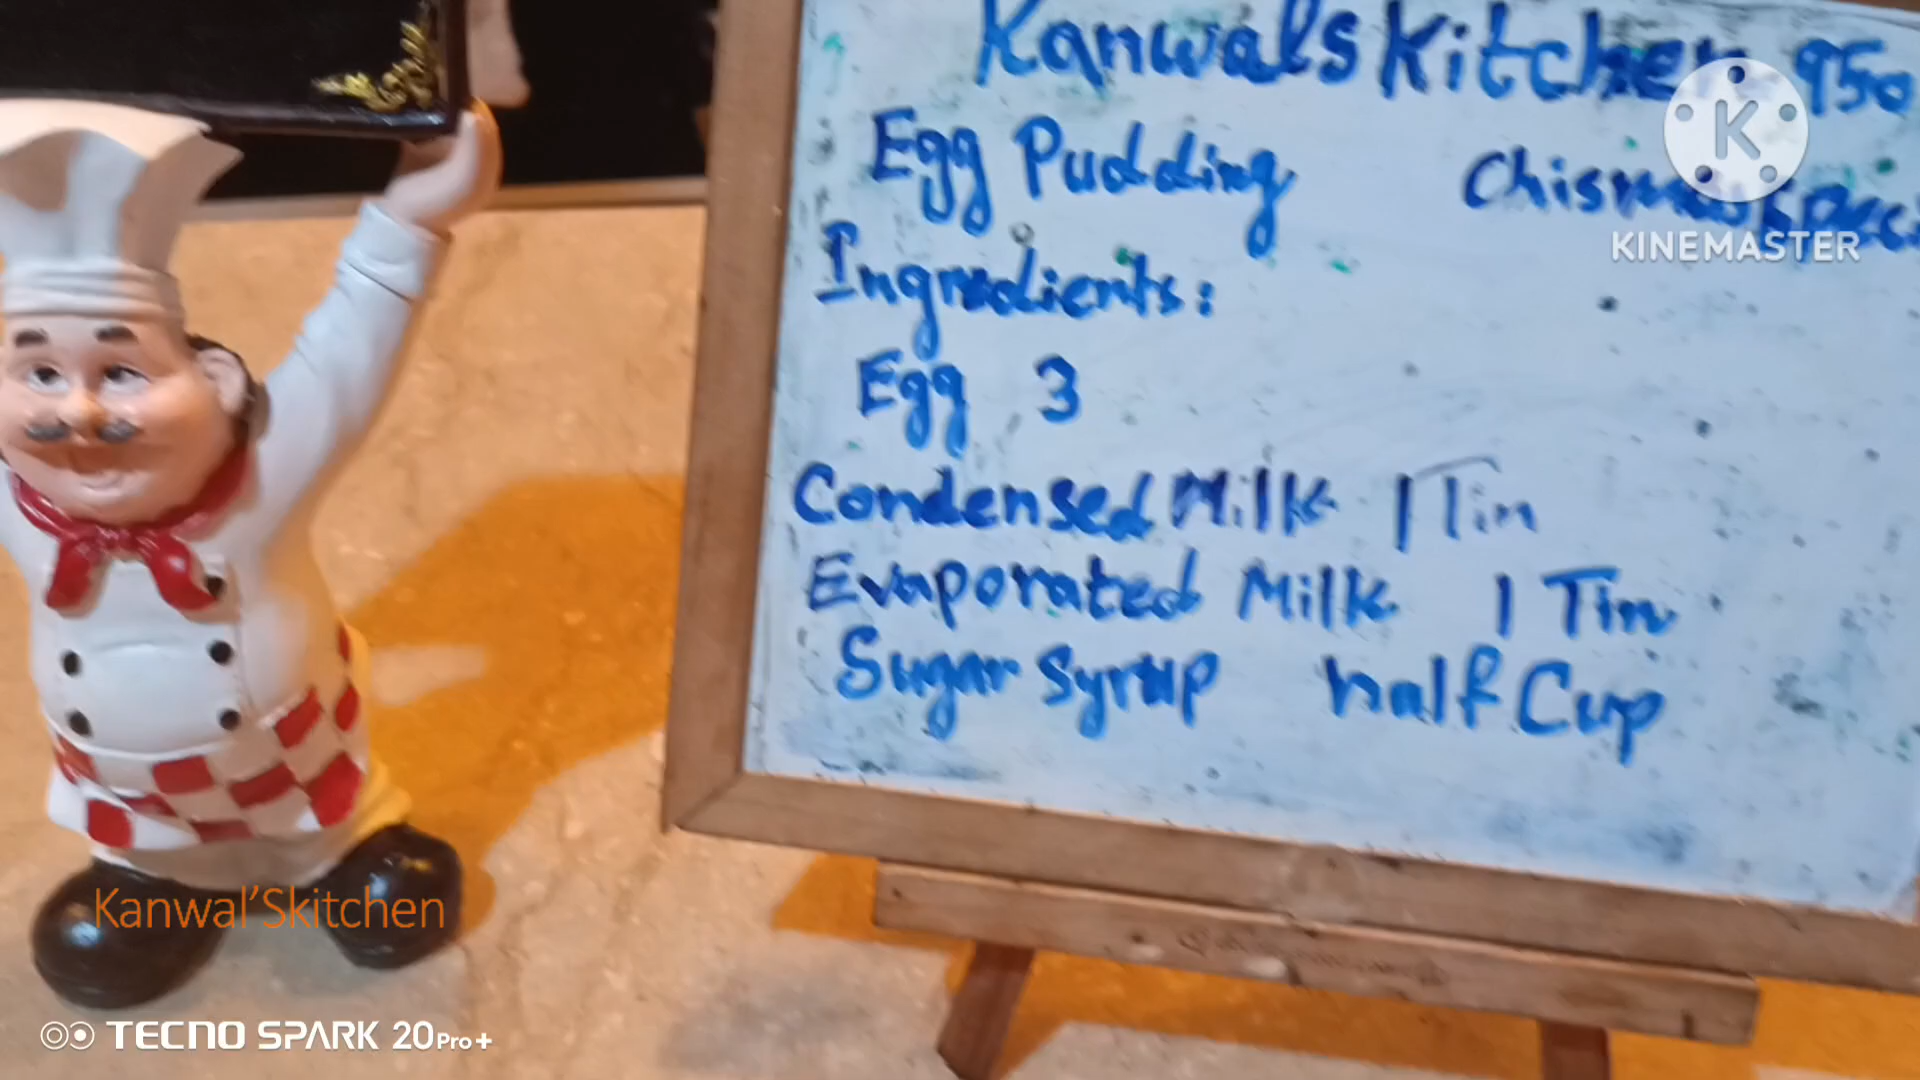 Kanwals Kitchen 950
Egg Pudding
Ingredients:
Egg 3
Condensed Milk 1 Tin
Evaporated Milk 1 Tin
Sugar Syrup half Cup
K
KINEMASTER
Kanwal'Skitchen
TECNO SPARK 20Pro+